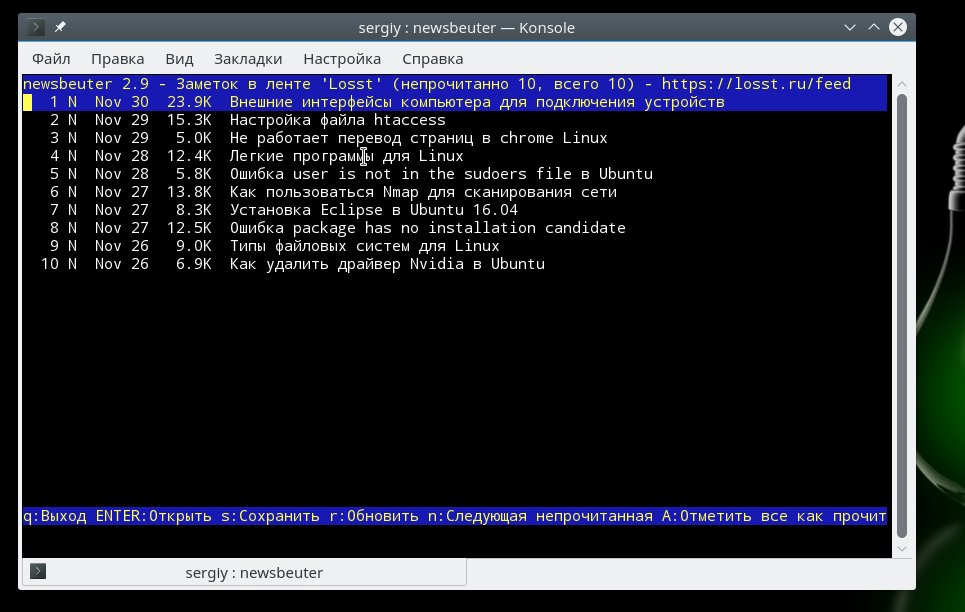 sergiy : newsbeuter — Konsole
Файл Правка Вид Закладки Настройка Справка
newsbeuter 2.9 - Заметок в ленте 'Losst' (непрочитанно 10, всего 10) - https://losst.ru/feed
1 N Nov 30 23.9K Внешние интерфейсы компьютера для подключения устройств
2 N Nov 29 15.3K Настройка файла htaccess
3 N Nov 29 5.0K Не работает перевод страниц в chrome Linux
4 N Nov 28 12.4K Легкие программы для Linux
5 N Nov 28 5.8K Ошибка user is not in the sudoers file в Ubuntu
6 N Nov 27 13.8K Как пользоваться Nmap для сканирования сети
7 N Nov 27 8.3K Установка Eclipse в Ubuntu 16.04
8 N Nov 27 12.5K Ошибка package has no installation candidate
9 N Nov 26 9.0K Типы файловых систем для Linux
10 N Nov 26 6.9K Как удалить драйвер Nvidia в Ubuntu
q:Выход ENTER:Открыть s:Сохранить r:Обновить n:Следующая непрочитанная A:Отметить все как прочит
sergiy : newsbeuter